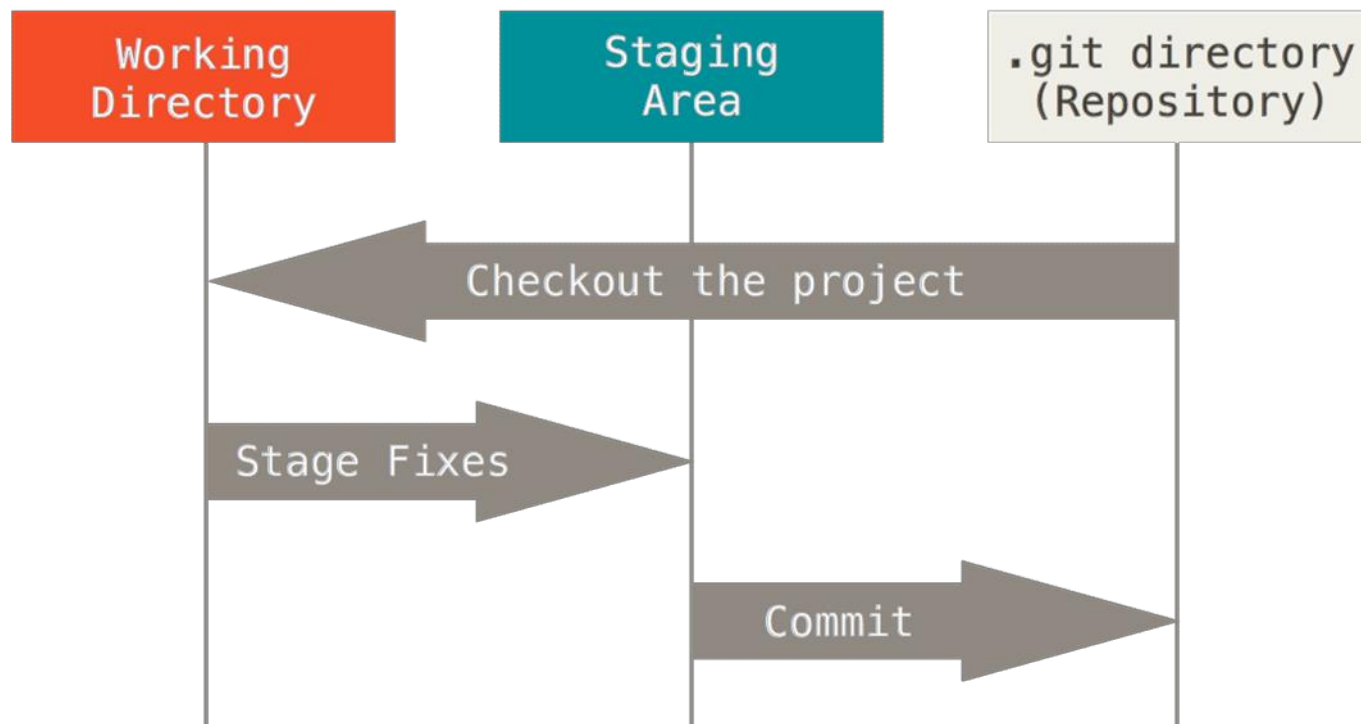 Working
Directory
Staging
Area
.git directory
(Repository)
Checkout the project
Stage Fixes
Commit